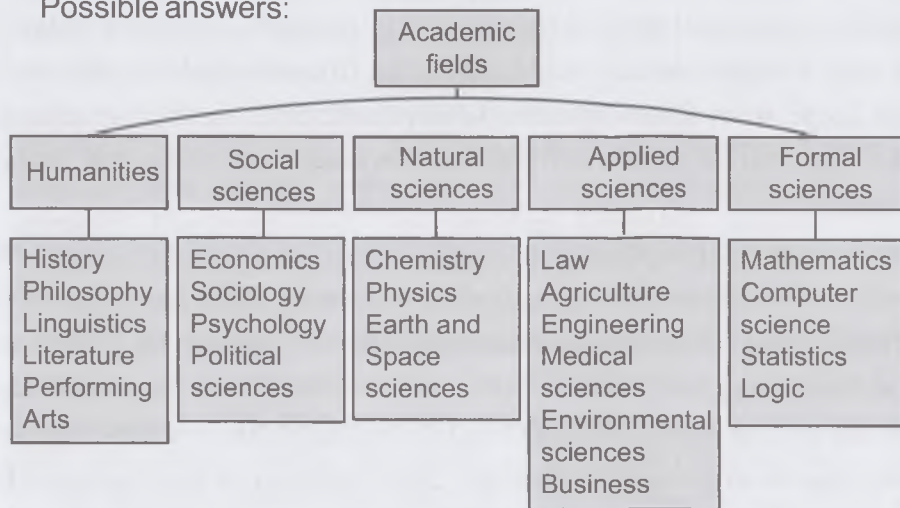 Possible answers:
Academic
fields
Humanities
Social
sciences
Natural
sciences
Applied
sciences
Formal
sciences
History
Philosophy
Linguistics
Literature
Performing
Arts
Economics
Sociology
Psychology
Political
sciences
Chemistry
Physics
Earth and
Space
sciences
Law
Agriculture
Engineering
Medical
sciences
Environmental
sciences
Business
Mathematics
Computer
science
Statistics
Logic